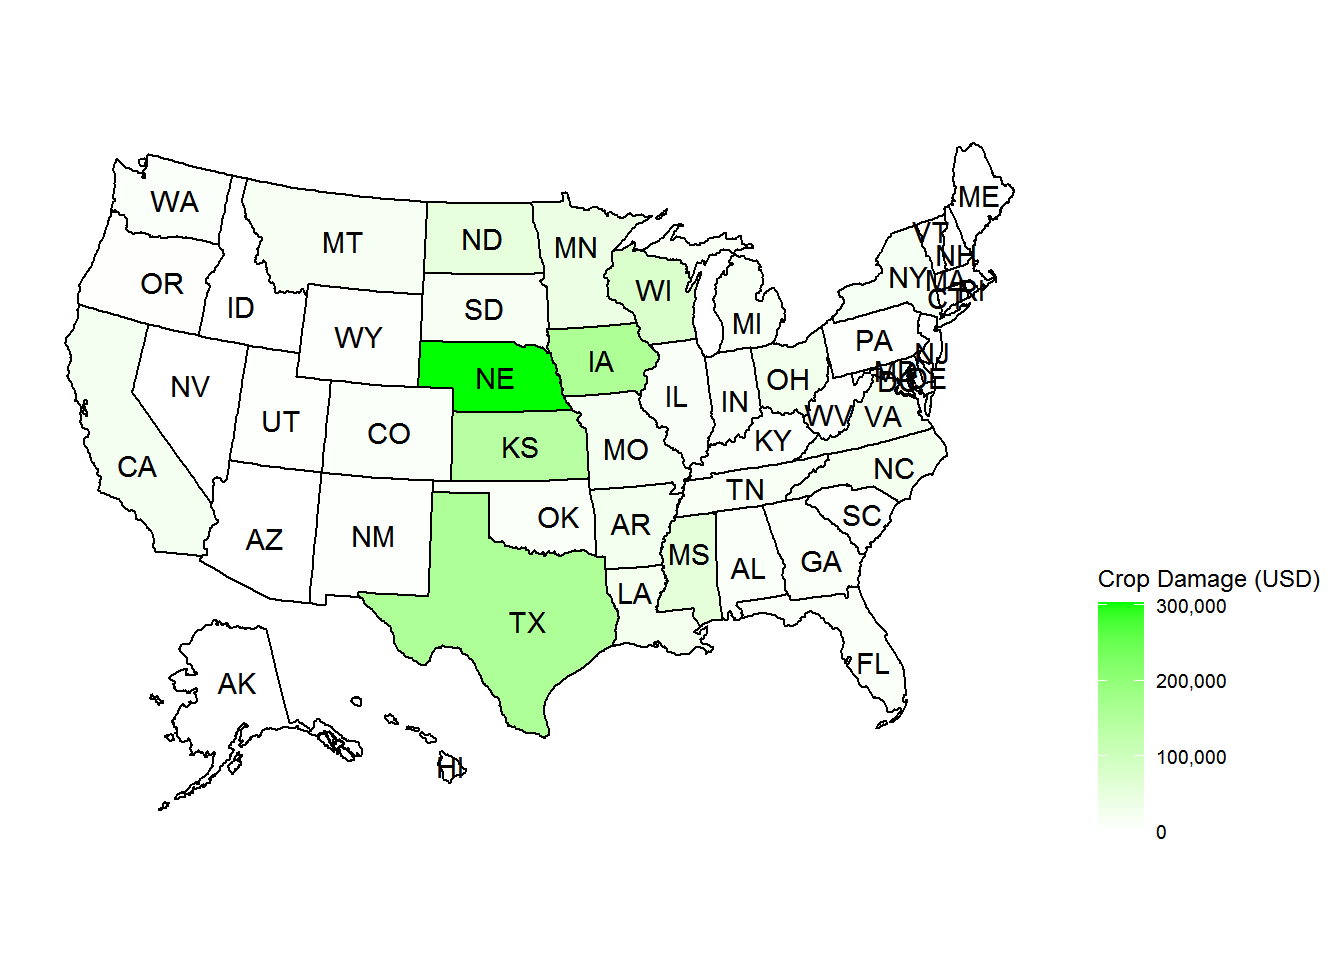 ME
WA
VT
ND
MT
MN
NH
NY
MA
OR
WI
RI
CT
ID
SD
MI
WY
PA
NJ
IA
MD
NE
OH
DE
DC
NV
IL
IN
WV
VA
UT
CO
KY
KS
MO
CA
NC
TN
SC
OK
AR
AZ
NM
MS
GA
AL
Crop Damage (USD)
LA
300,000
TX
FL
200,000
AK
100,000
HI
0